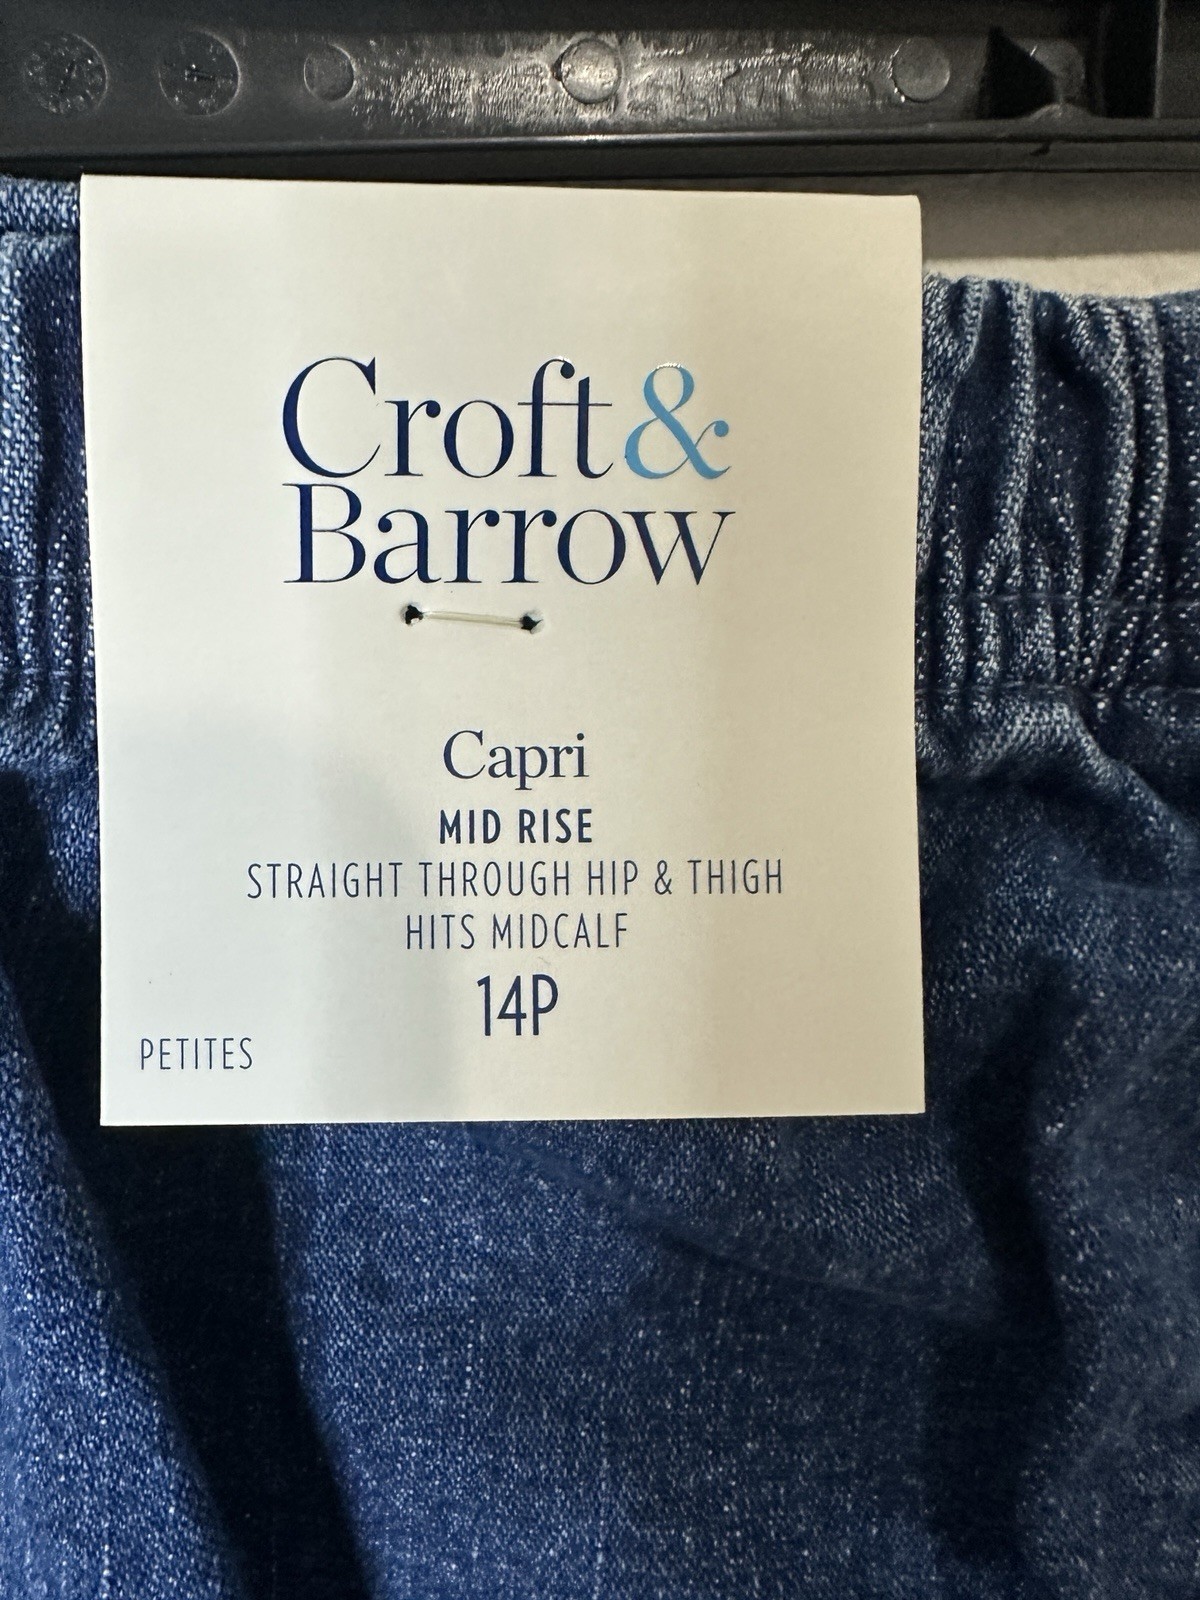 Croft &
Barrow
Capri
MID RISE
STRAIGHT THROUGH HIP & THIGH
HITS MIDCALF
14P
PETITES